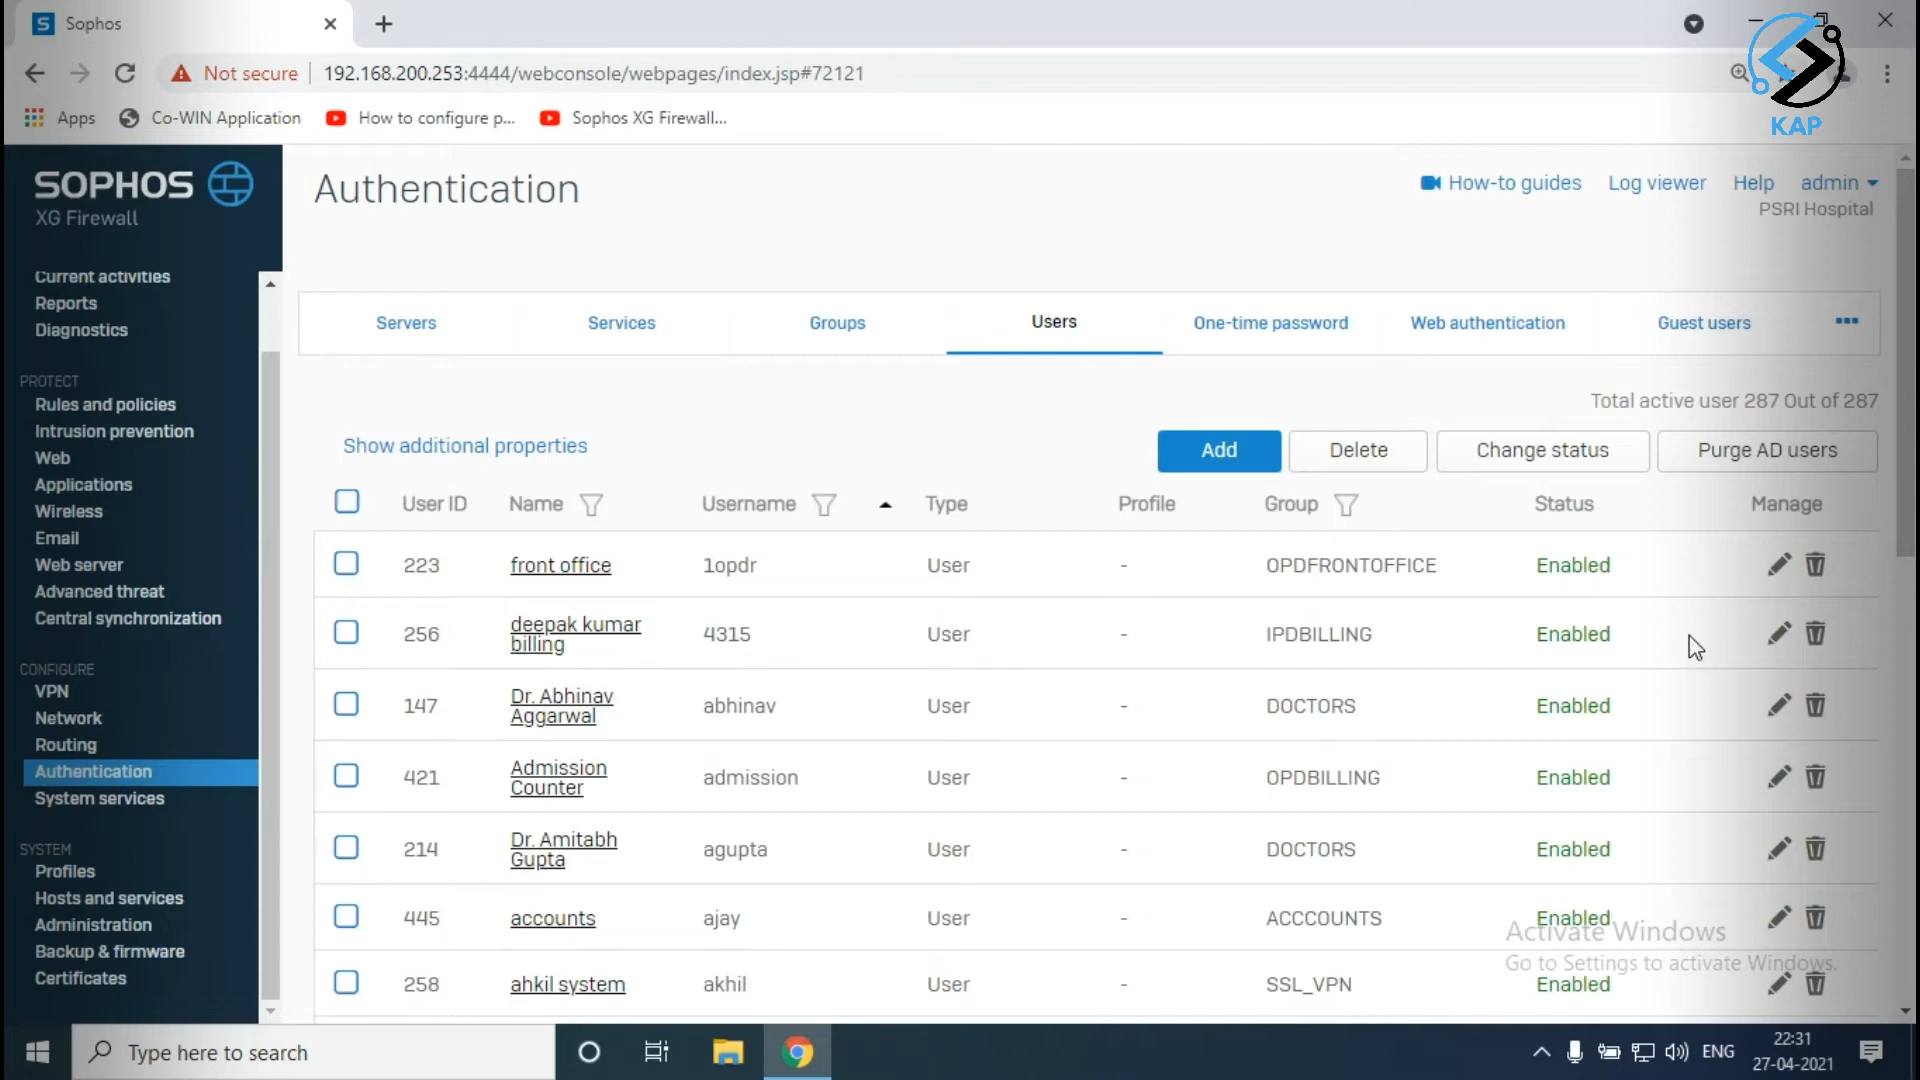 Sophos
Not secure
192.168.200.253:4444/webconsole/webpages/index.jsp#72121
Apps
Co-WIN Application
How to configure p...
Sophos XG Firewall...
KAP
SOPHOS
XG Firewall
Authentication
How-to guides
Log viewer
Help
admin
PSRI Hospital
Current activities
Reports
Diagnostics
PROTECT
Rules and policies
Intrusion prevention
Web
Applications
Wireless
Email
Web server
Advanced threat
Central synchronization
CONFIGURE
VPN
Network
Routing
Authentication
System services
SYSTEM
Profiles
Hosts and services
Administration
Backup & firmware
Certificates
Servers
Services
Groups
Users
One-time password
Web authentication
Guest users
Total active user 287 Out of 287
Show additional properties
Add
Delete
Change status
Purge AD users
User ID Name Username Type Profile Group Status Manage
223 front office 1opdr User - OPDFRONTOFFICE Enabled
256 deepak kumar billing 4315 User - IPDBILLING Enabled
147 Dr. Abhinav Aggarwal abhinav User - DOCTORS Enabled
421 Admission Counter admission User - OPDBILLING Enabled
214 Dr. Amitabh Gupta agupta User - DOCTORS Enabled
445 accounts ajay User - ACCCOUNTS Enabled
258 ahkil system akhil User - SSL_VPN Enabled
Activate Windows
Go to Settings to activate Windows.
Type here to search
ENG
22:31
27-04-2021